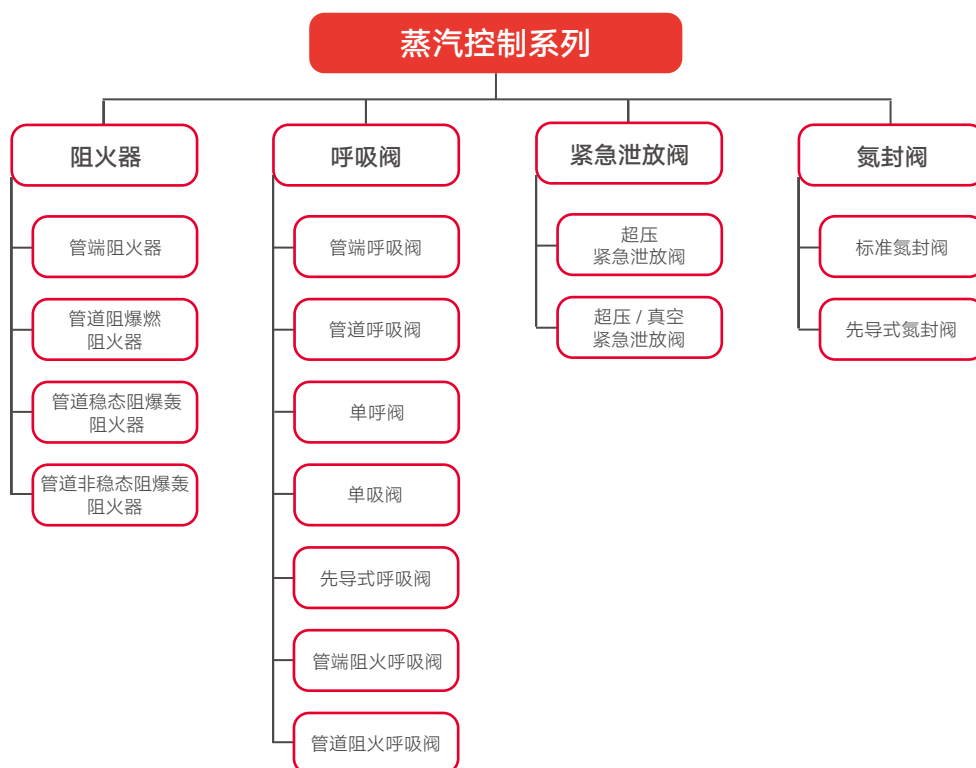 蒸汽控制系列
阻火器
管端阻火器
管道阻爆燃
阻火器
管道稳态阻爆轰
阻火器
管道非稳态阻爆轰
阻火器
呼吸阀
管端呼吸阀
管道呼吸阀
单呼阀
单吸阀
先导式呼吸阀
管端阻火呼吸阀
管道阻火呼吸阀
紧急泄放阀
超压
紧急泄放阀
超压 / 真空
紧急泄放阀
氮封阀
标准氮封阀
先导式氮封阀